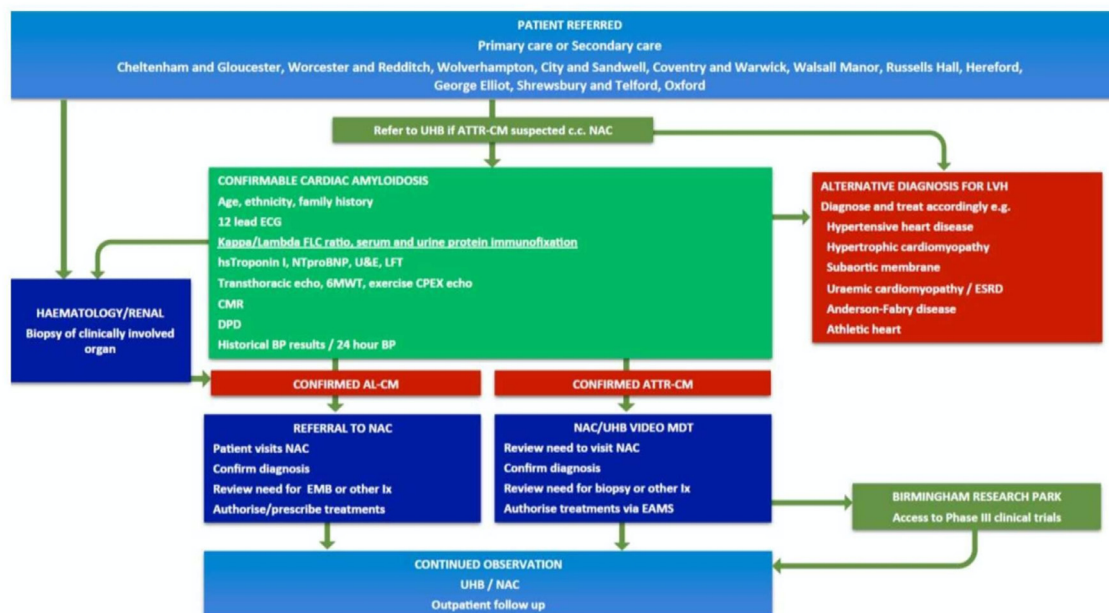 PATIENT REFERRED
Primary care or Secondary care
Cheltenham and Gloucester, Worcester and Redditch, Wolverhampton, City and Sandwell, Coventry and Warwick, Walsall Manor, Russells Hall, Hereford,
George Elliot, Shrewsbury and Telford, Oxford
Refer to UHB if ATTR-CM suspected c.c. NAC
CONFIRMABLE CARDIAC AMYLOIDOSIS
Age, ethnicity, family history
12 lead ECG
Kappa/Lambda FLC ratio, serum and urine protein immunofixation
hsTroponin I, NTproBNP, U&E, LFT
Transthoracic echo, 6MWT, exercise CPEX echo
CMR
DPD
Historical BP results / 24 hour BP
ALTERNATIVE DIAGNOSIS FOR LVH
Diagnose and treat accordingly e.g.
Hypertensive heart disease
Hypertrophic cardiomyopathy
Subaortic membrane
Uraemic cardiomyopathy / ESRD
Anderson-Fabry disease
Athletic heart
HAEMATOLOGY/RENAL
Biopsy of clinically involved
organ
CONFIRMED AL-CM
CONFIRMED ATTR-CM
REFERRAL TO NAC
Patient visits NAC
Confirm diagnosis
Review need for EMB or other Ix
Authorise/prescribe treatments
NAC/UHB VIDEO MDT
Review need to visit NAC
Confirm diagnosis
Review need for biopsy or other Ix
Authorise treatments via EAMS
BIRMINGHAM RESEARCH PARK
Access to Phase III clinical trials
CONTINUED OBSERVATION
UHB / NAC
Outpatient follow up